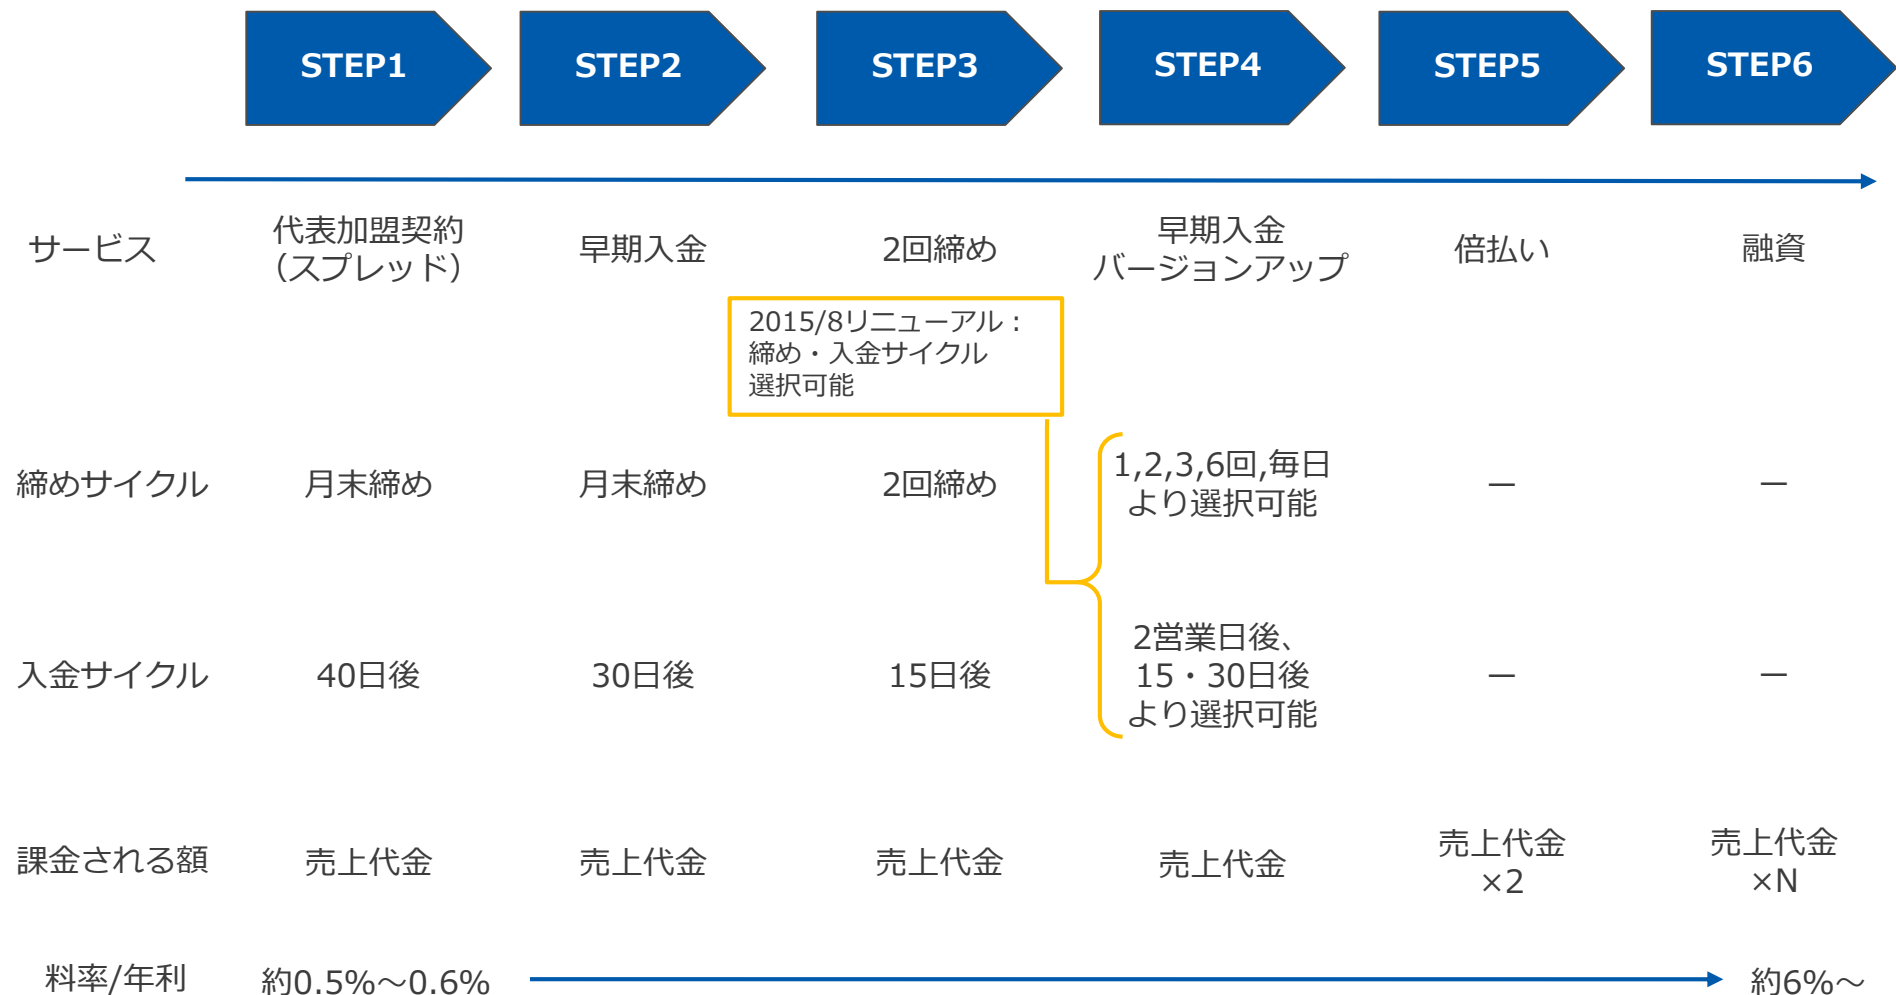 STEP1
STEP2
STEP3
STEP4
STEP5
STEP6
サービス
代表加盟契約
（スプレッド）
早期入金
2回締め
早期入金
バージョンアップ
倍払い
融資
2015/8リニューアル：
締め・入金サイクル
選択可能
締めサイクル
月末締め
月末締め
2回締め
1,2,3,6回,毎日
より選択可能
ー
ー
入金サイクル
40日後
30日後
15日後
2営業日後、
15・30日後
より選択可能
ー
ー
課金される額
売上代金
売上代金
売上代金
売上代金
売上代金
×2
売上代金
×N
料率/年利
約0.5%～0.6%
約6%～